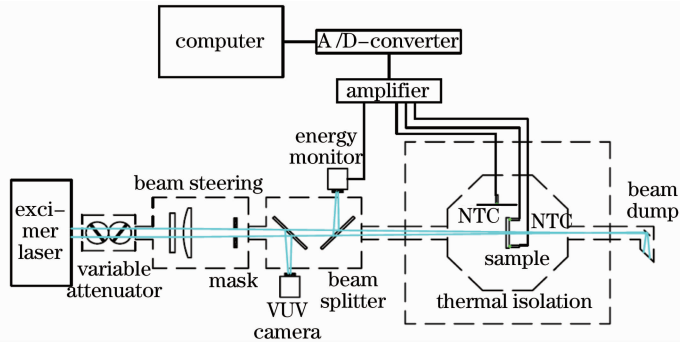 computer
A/D-converter
amplifier
energy
monitor
beam steering
exci-
mer
laser
variable
attenuator
mask
VUV
camera
beam
splitter
NTC
NTC
sample
thermal isolation
beam
dump